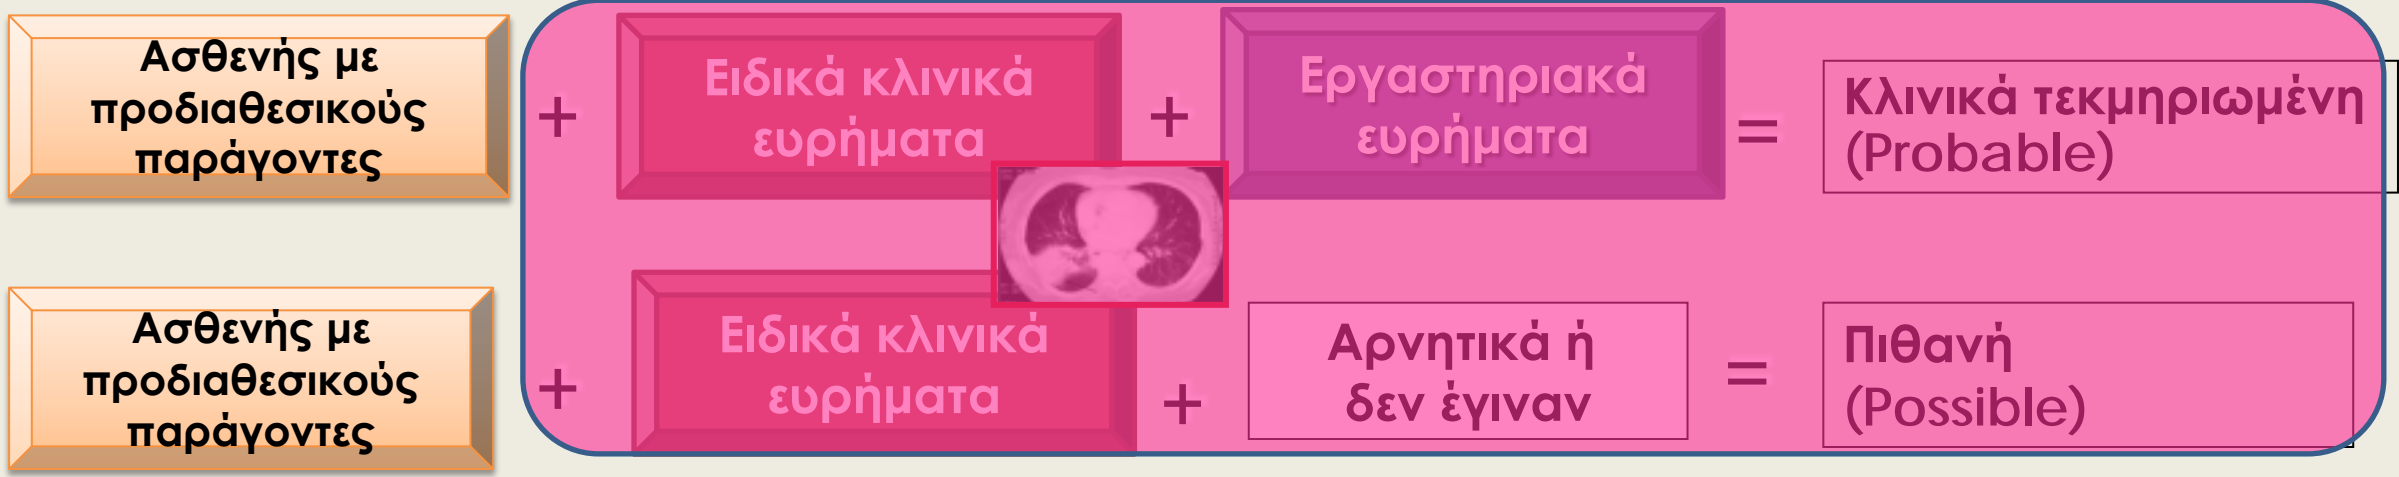 Ασθενής με
προδιαθεσικούς
παράγοντες
+
Ειδικά κλινικά
ευρήματα
+
Εργαστηριακά
ευρήματα
=
Κλινικά τεκμηριωμένη
(Probable)
Ασθενής με
προδιαθεσικούς
παράγοντες
+
Ειδικά κλινικά
ευρήματα
+
Αρνητικά ή
δεν έγιναν
=
Πιθανή
(Possible)